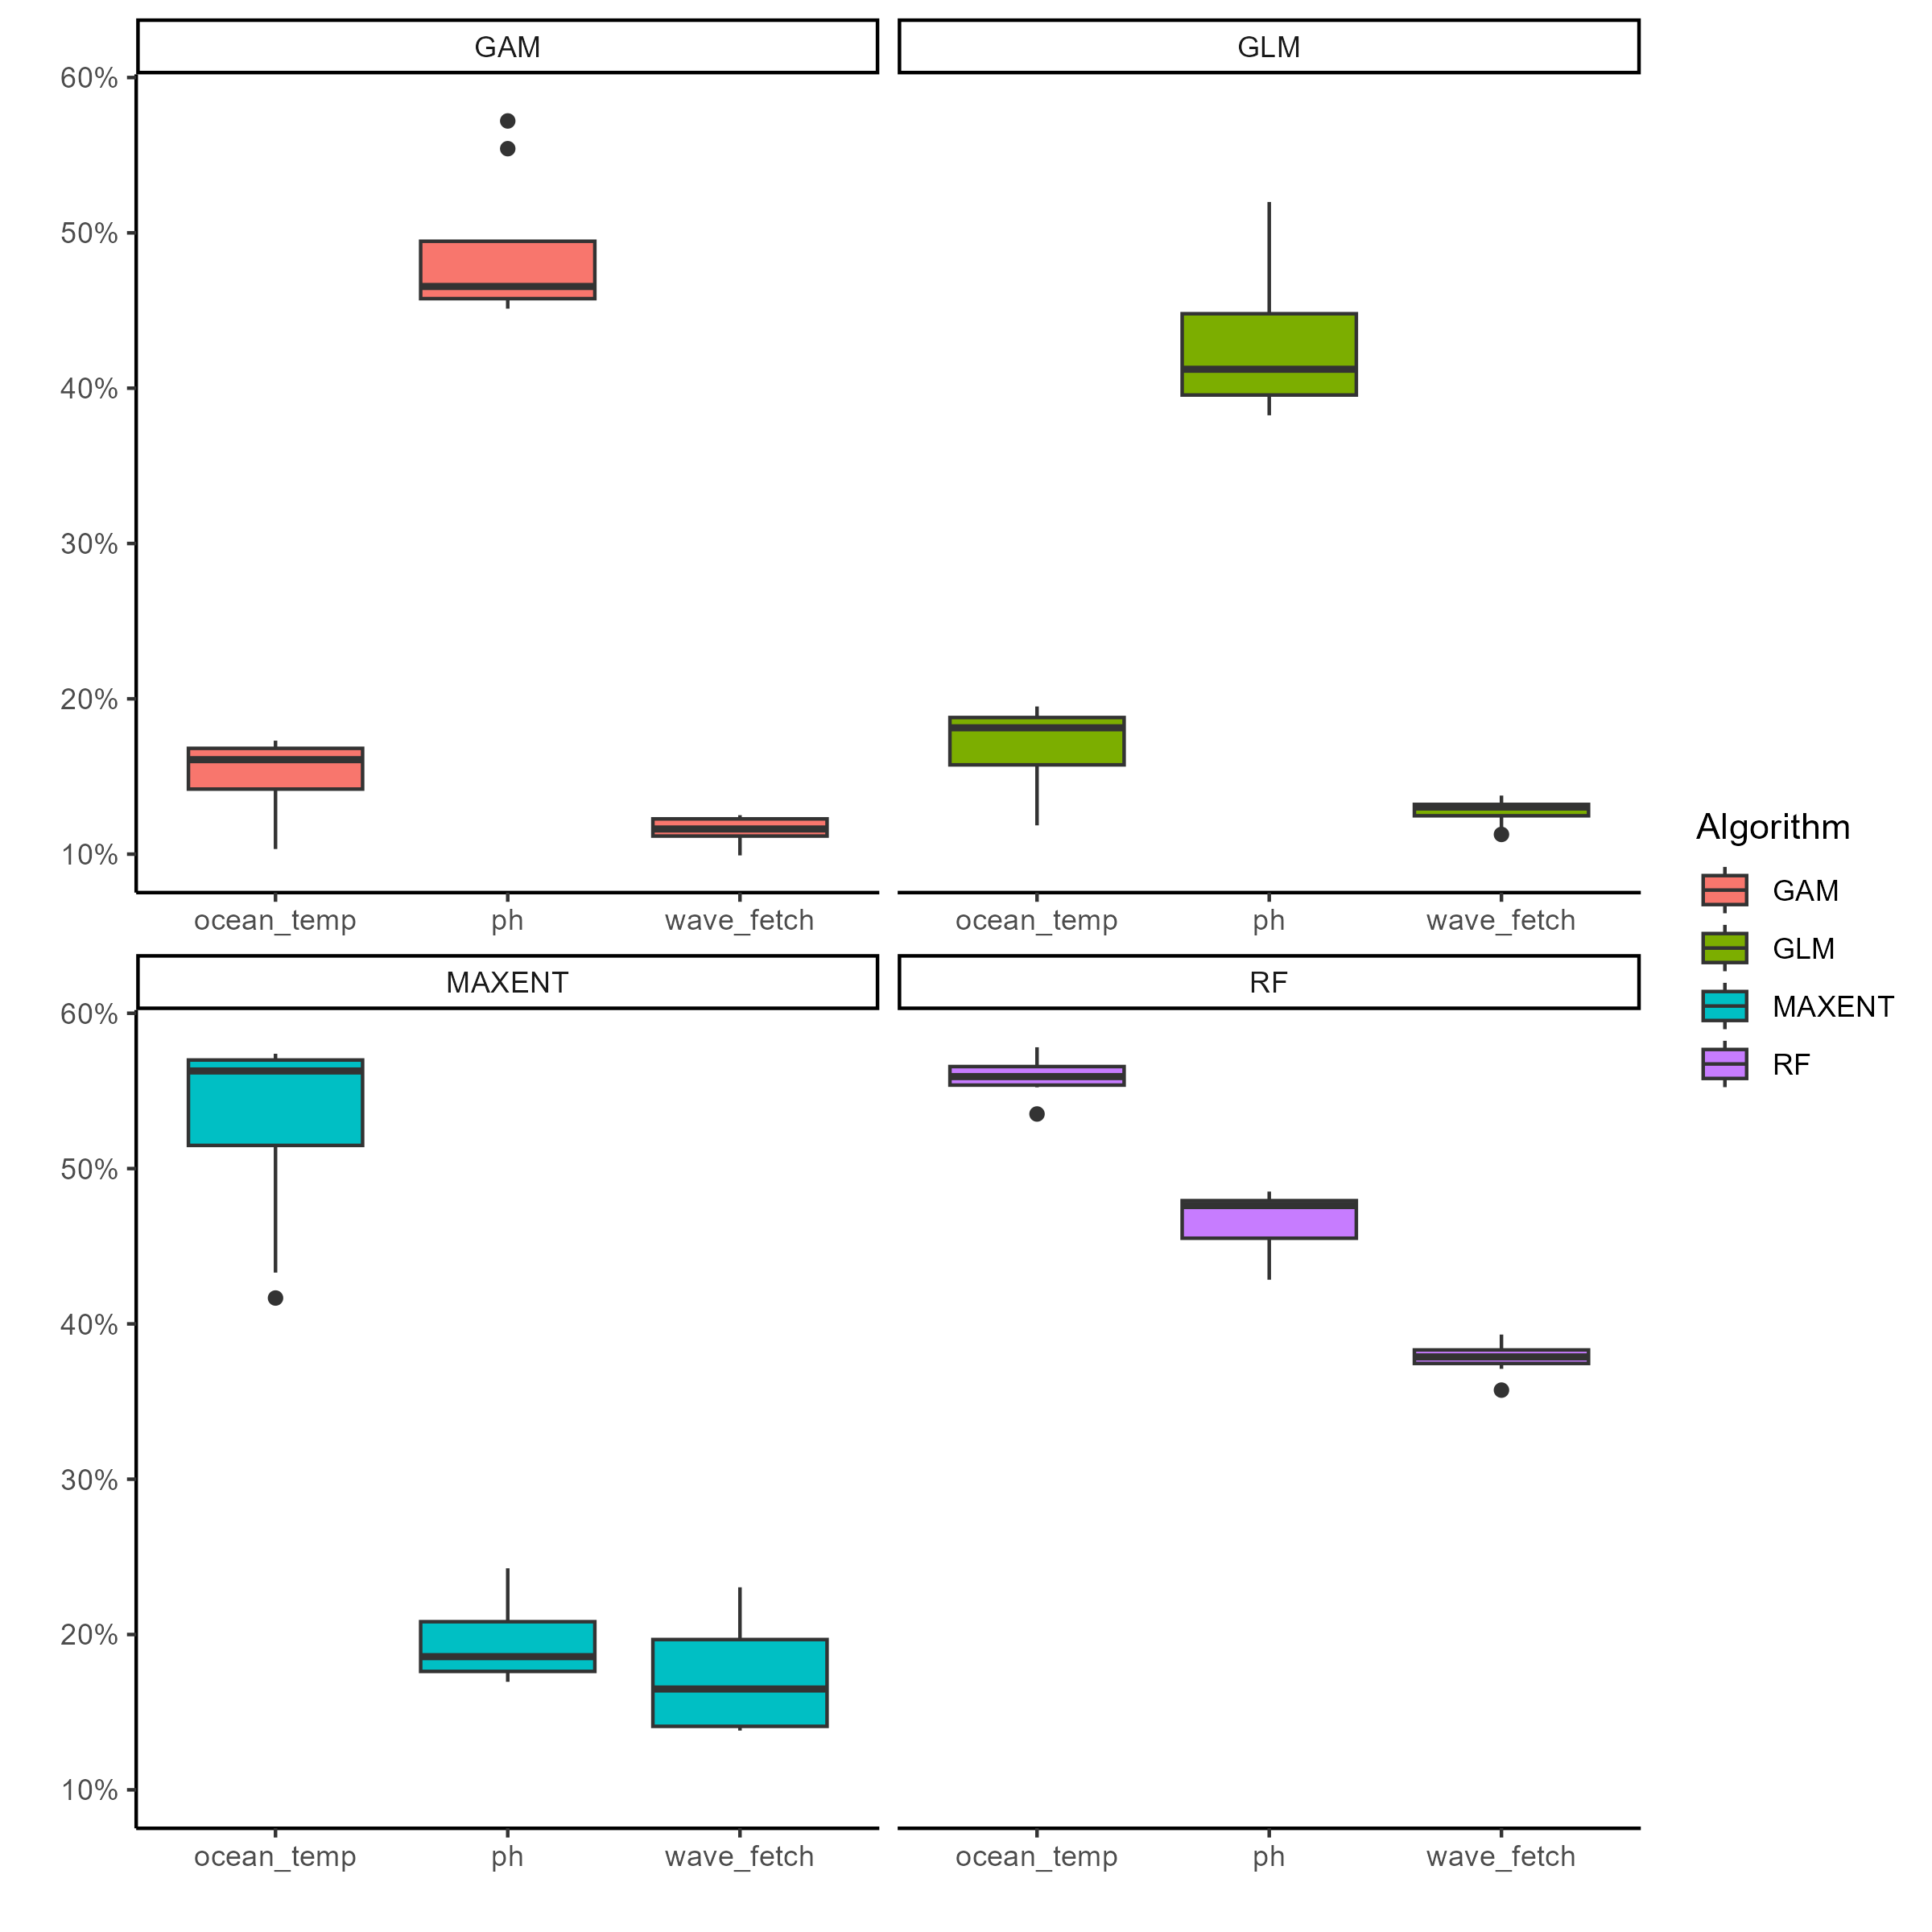 GAM
GLM
60%
50%
40%
30%
20%
10%
ocean_temp ph wave_fetch
ocean_temp ph wave_fetch
MAXENT
RF
60%
50%
40%
30%
20%
10%
ocean_temp ph wave_fetch
ocean_temp ph wave_fetch
Algorithm
GAM
GLM
MAXENT
RF